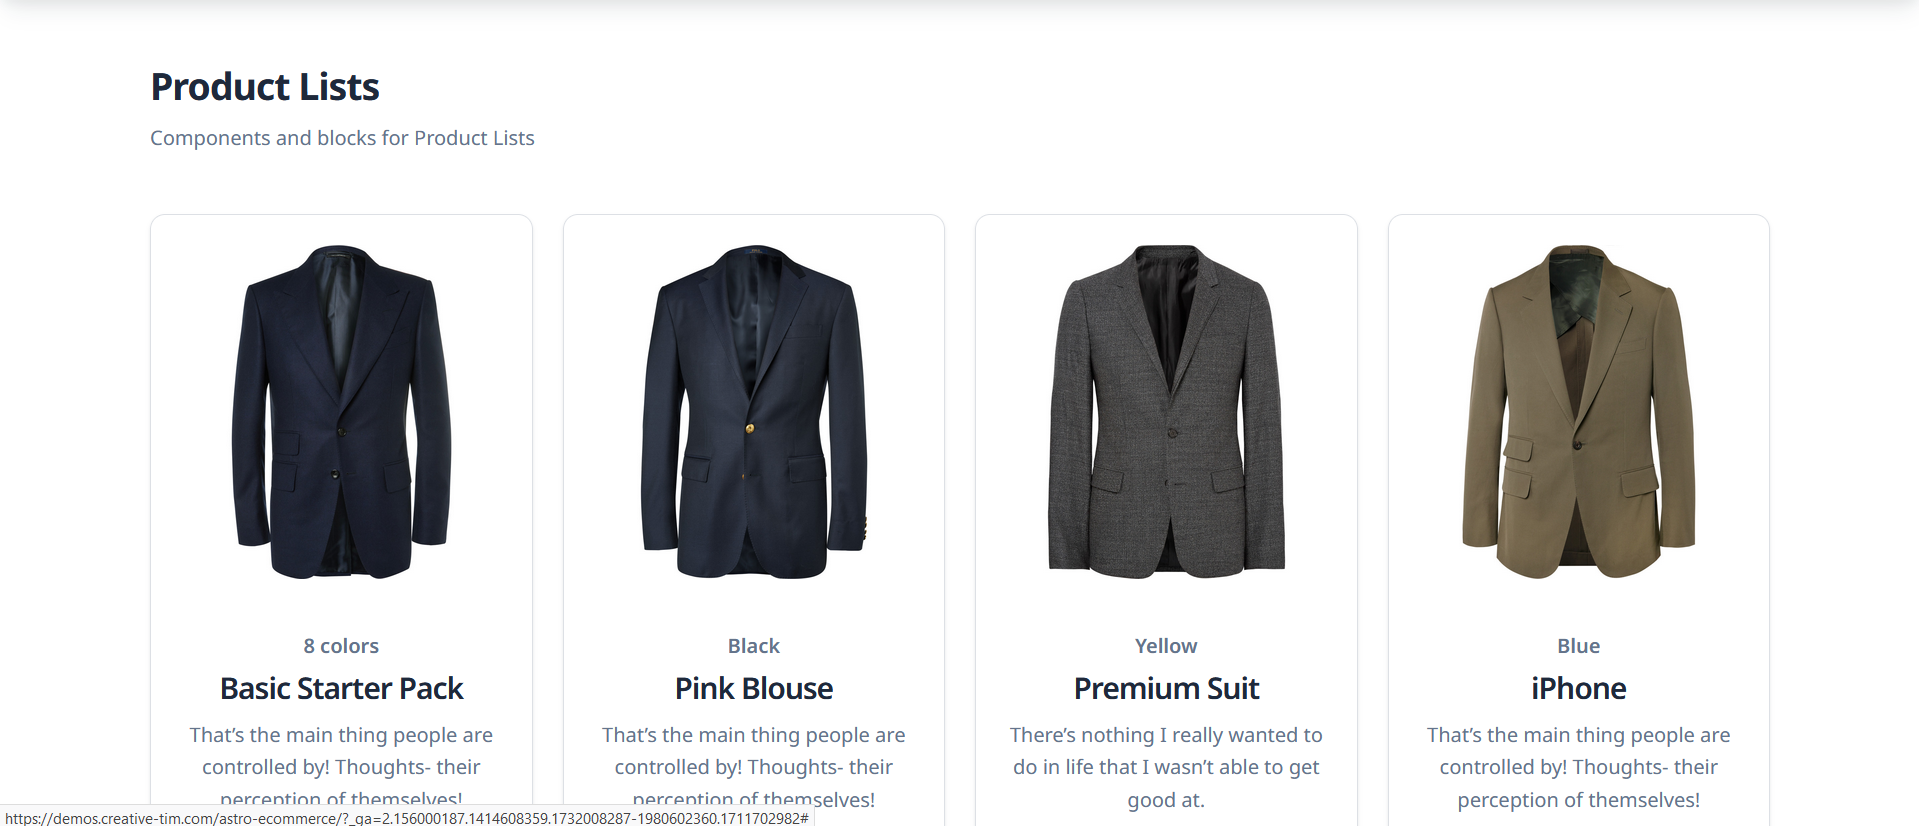 Product Lists
Components and blocks for Product Lists
8 colors
Basic Starter Pack
That’s the main thing people are
controlled by! Thoughts- their
perception of themselves!
Black
Pink Blouse
That’s the main thing people are
controlled by! Thoughts- their
perception of themselves!
Yellow
Premium Suit
There’s nothing I really wanted to
do in life that I wasn’t able to get
good at.
Blue
iPhone
That’s the main thing people are
controlled by! Thoughts- their
perception of themselves!
https://demos.creative-tim.com/astro-ecommerce/?_ga=2.156000187.1414608359.1732008287-1980602360.1711702982#